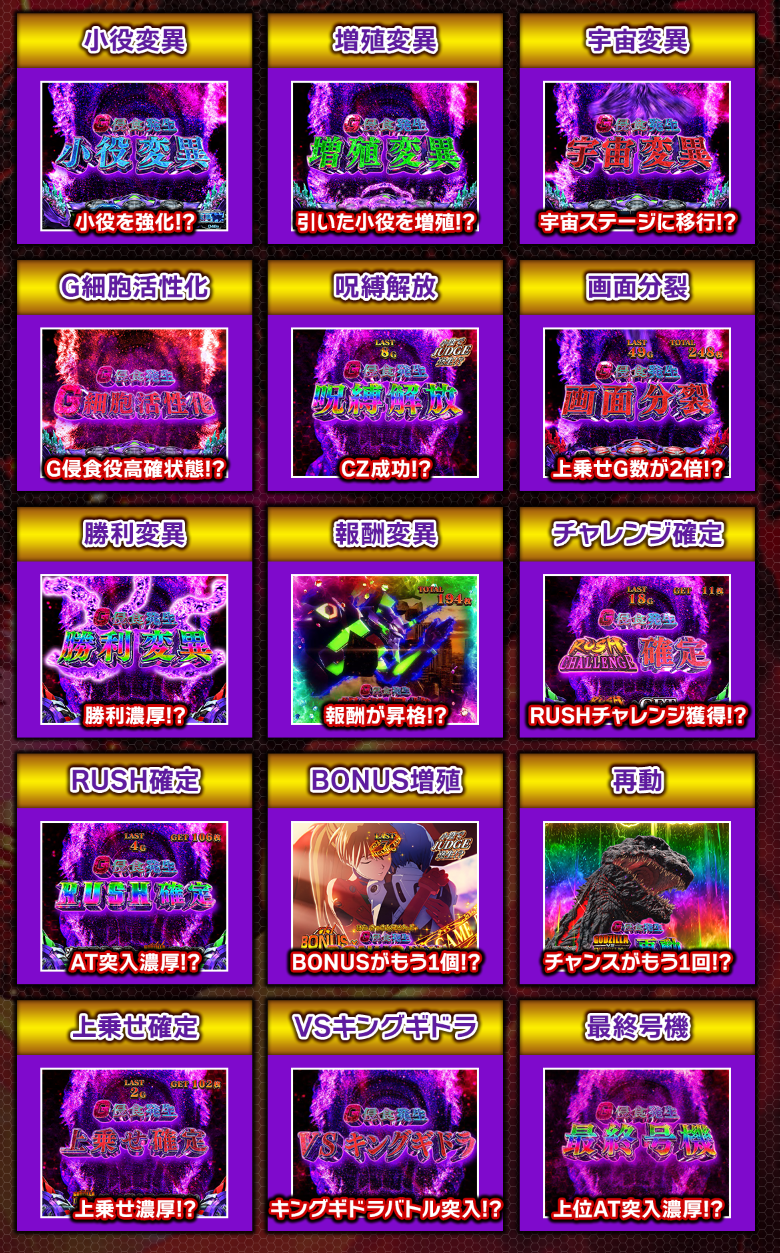 小役変異
増殖変異
宇宙変異
G侵食発生
小役変異
小役を強化!?
G侵食発生
増殖変異
引いた小役を増殖!?
G侵食発生
宇宙変異
宇宙ステージに移行!?
G細胞活性化
呪縛解放
画面分裂
G侵食発生
G細胞活性化
G侵食役高確状態!?
LAST
8G
JUDGE
G侵食発生
呪縛解放
CZ成功!?
LAST
49G
TOTAL
G侵食発生
画面分裂
上乗せG数が2倍!?
勝利変異
報酬変異
チャレンジ確定
G侵食発生
勝利変異
勝利濃厚!?
TOTAL
194枚
G侵食発生
報酬が昇格!?
LAST
18G
GET 11枚
G侵食発生
RUSH
CHALLENGE
確定
RUSHチャレンジ獲得!?
RUSH確定
BONUS増殖
再動
LAST
4G
GET 106枚
G侵食発生
RUSH確定
AT突入濃厚!?
LAST
JUDGE
BONUS
G侵食発生
BONUSがもう1個!?
G侵食発生
GODZILLA
再動
チャンスがもう1回!?
上乗せ確定
VSキングギドラ
最終号機
LAST
2G
GET 102枚
G侵食発生
上乗せ確定
上乗せ濃厚!?
G侵食発生
VSキングギドラ
キングギドラバトル突入!?
G侵食発生
最終号機
上位AT突入濃厚!?